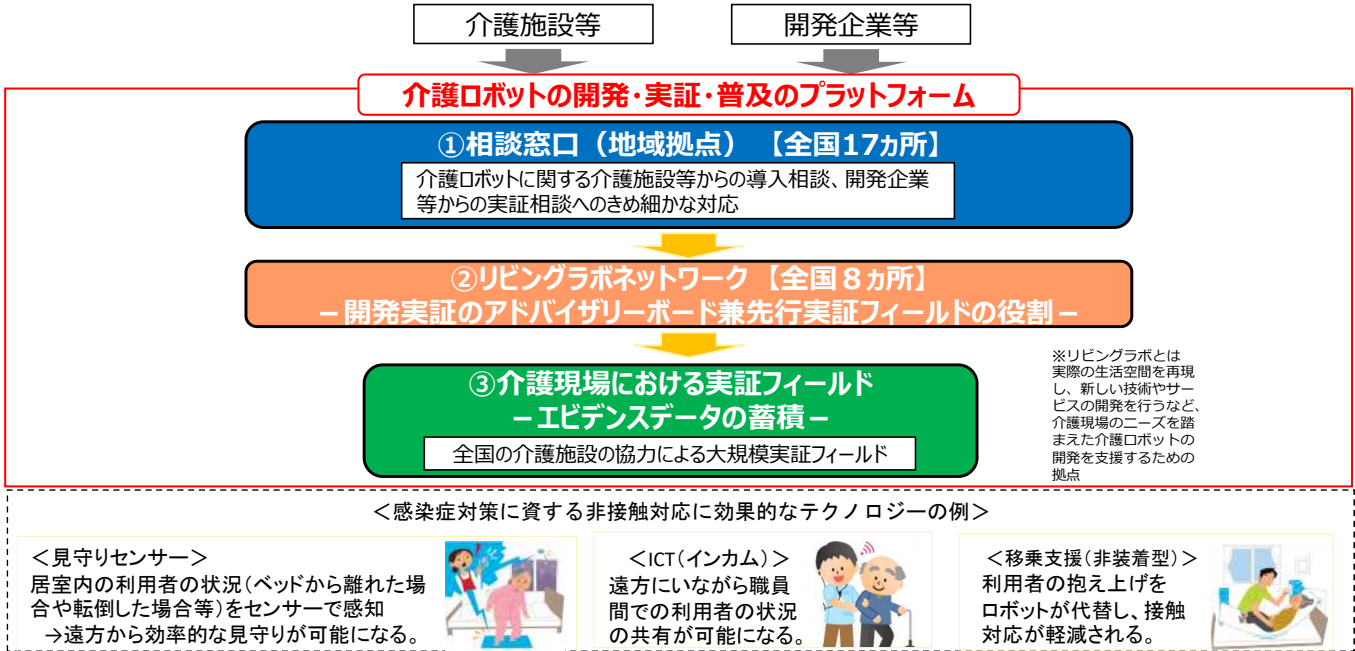 介護施設等
開発企業等
介護ロボットの開発・実証・普及のプラットフォーム
①相談窓口（地域拠点）　【全国17ヵ所】
介護ロボットに関する介護施設等からの導入相談、開発企業
等からの実証相談へのきめ細かな対応
②リビングラボネットワーク　【全国８ヵ所】
－開発実証のアドバイザリーボード兼先行実証フィールドの役割－
③介護現場における実証フィールド
－エビデンスデータの蓄積－
全国の介護施設の協力による大規模実証フィールド
※リビングラボとは
実際の生活空間を再現
し、新しい技術やサー
ビスの開発を行うなど、
介護現場のニーズを踏
まえた介護ロボットの
開発を支援するための
拠点
＜感染症対策に資する非接触対応に効果的なテクノロジーの例＞
＜見守りセンサー＞
居室内の利用者の状況（ベッドから離れた場
合や転倒した場合等）をセンサーで感知
→遠方から効率的な見守りが可能になる。
＜ICT（インカム）＞
遠方にいながら職員
間での利用者の状況
の共有が可能になる。
＜移乗支援（非装着型）＞
利用者の抱え上げを
ロボットが代替し、接触
対応が軽減される。